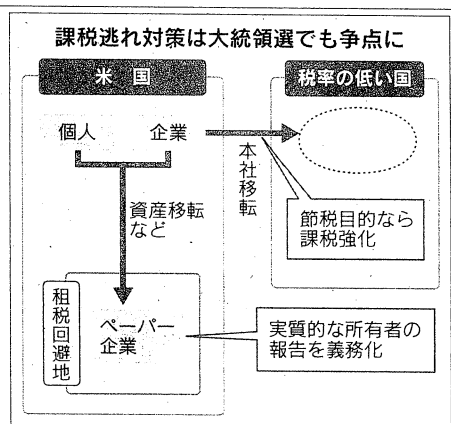 課税逃れ対策は大統領選でも争点に
米国
税率の低い国
個人
企業
本社移転
節税目的なら
課税強化
資産移転
など
租税回避地
ペーパー
企業
実質的な所有者の
報告を義務化